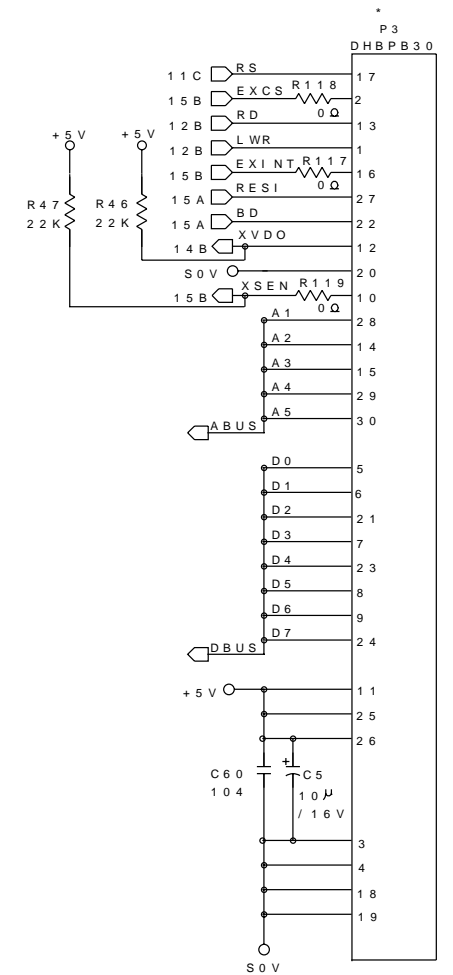 *
P3
DHBPB30
11C RS 17
15B EXCS R118 0Ω 2
12B RD 13
12B LWR 1
15B EXINT R117 0Ω 16
15A RESI 27
15A BD 22
+5V +5V
R47 22K R46 22K
14B XVDO 12
S0V 20
15B XSEN R119 0Ω 10
A1 28
A2 14
A3 15
A4 29
A5 30
ABUS
D0 5
D1 6
D2 21
D3 7
D4 23
D5 8
D6 9
D7 24
DBUS
+5V 11
25
26
C60 104
+ C5 10μ /16V
3
4
18
19
S0V